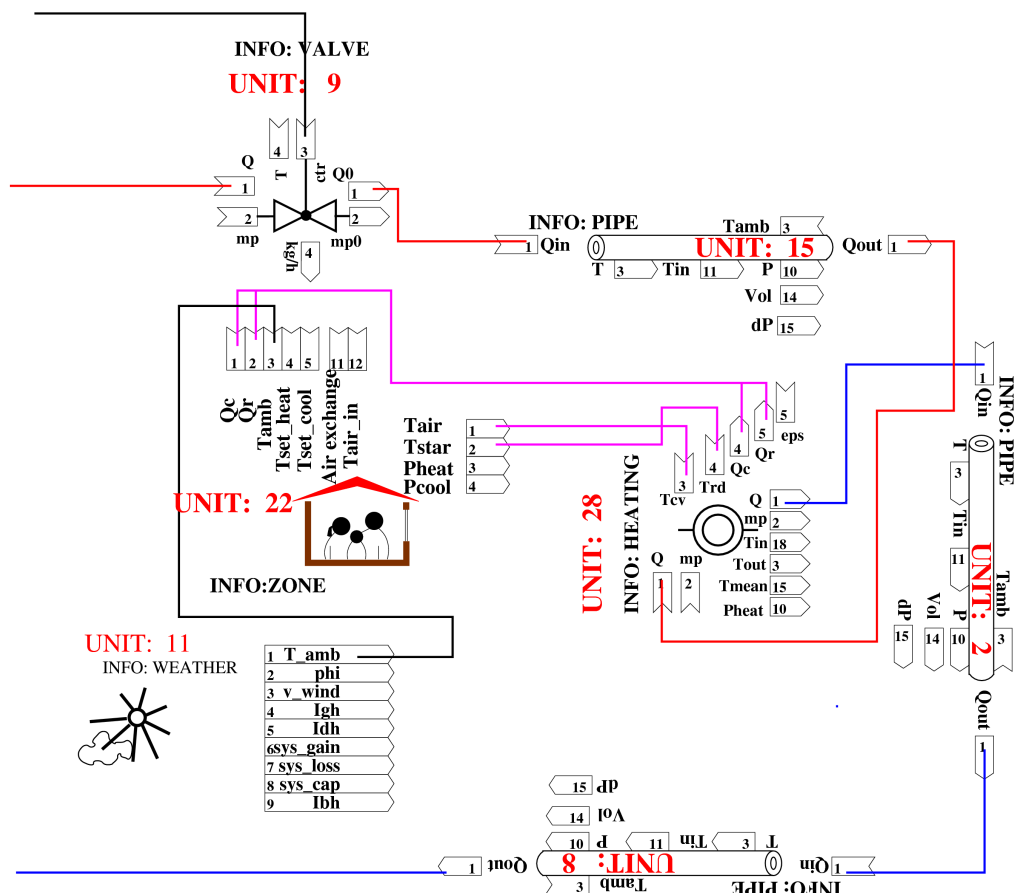 INFO: VALVE
UNIT: 9
4
3
T
ctr
Q
1
Q0
1
2
mp
2
mp0
kg/h
4
INFO: PIPE
Tamb
3
1
Qin
UNIT: 15
Qout
1
T
3
Tin
11
P
10
Vol
14
dP
15
1
2
3
4
5
11
12
Qc
Qr
Tamb
Tset_heat
Tset_cool
Air exchange
Tair_in
Tair
1
Tstar
2
Pheat
3
Pcool
4
UNIT: 22
INFO:ZONE
3
Tcv
4
Trd
4
Qc
5
Qr
5
eps
UNIT: 28
INFO: HEATING
Q
1
mp
2
Q
1
mp
2
Tin
18
Tout
3
Tmean
15
Pheat
10
1
Qin
INFO: PIPE
T
3
Tin
11
UNIT: 2
Tamb
3
P
10
Vol
14
dP
15
Qout
1
UNIT: 11
INFO: WEATHER
1 T_amb
2 phi
3 v_wind
4 Igh
5 Idh
6 sys_gain
7 sys_loss
8 sys_cap
9 Ibh
15 dP
14 Vol
10 P
11 Tin
3 T
1 Qout
UNIT: 8
Qin 1
3 Tamb
INFO: PIPE